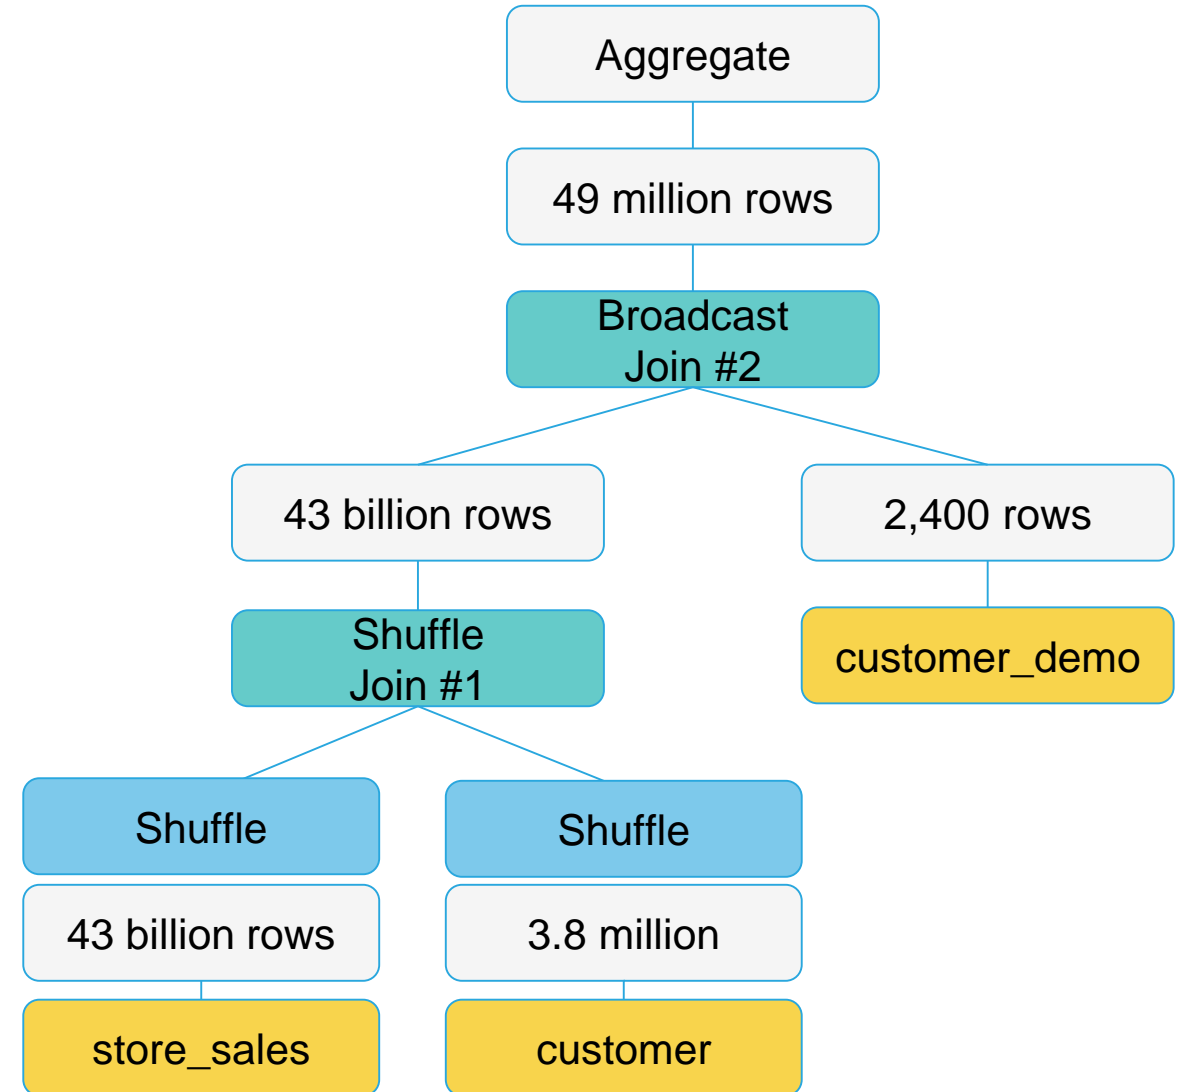 Aggregate
49 million rows
Broadcast
Join #2
43 billion rows
2,400 rows
Shuffle
Join #1
customer_demo
Shuffle
Shuffle
43 billion rows
3.8 million
store_sales
customer